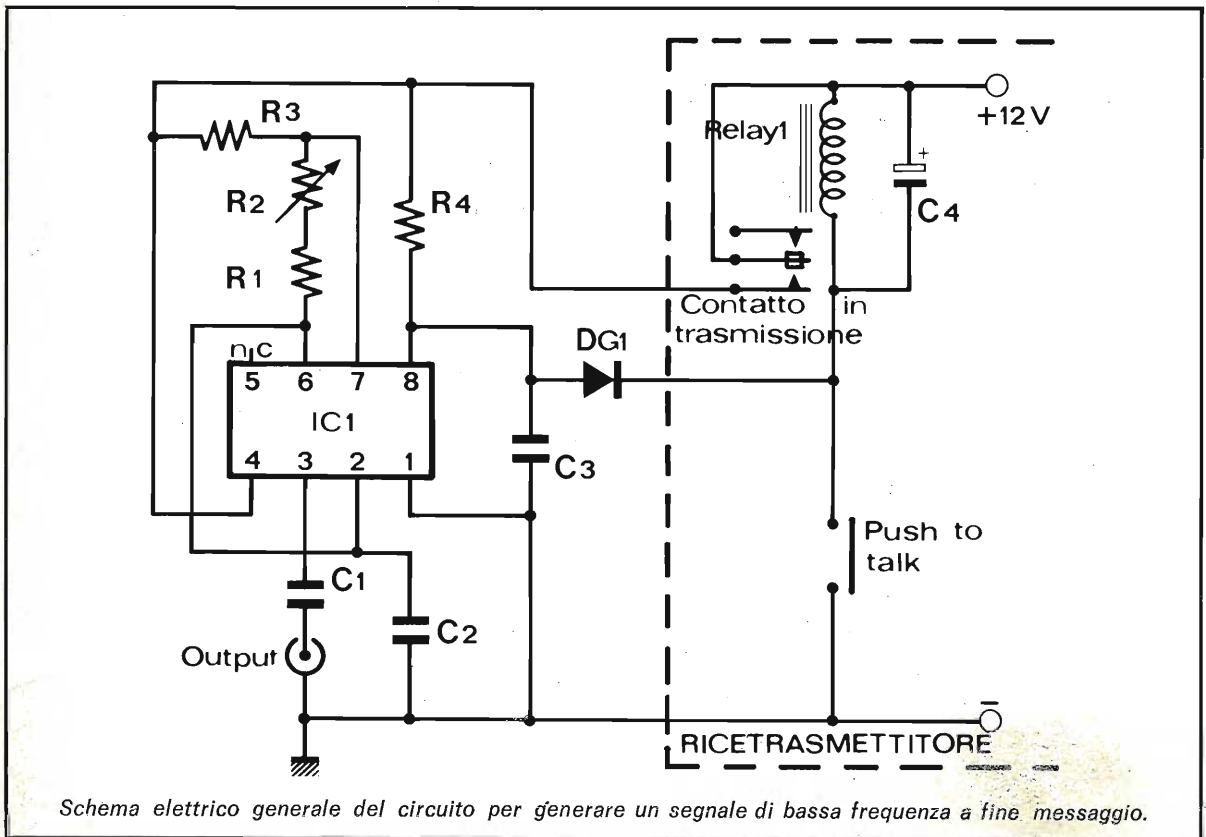 R3
R2
R1
R4
Relay1
+12V
+
C4
Contatto in
trasmissione
n c
5 6 7 8
IC1
4 3 2 1
DG1
C3
Push to
talk
C1
C2
Output
–
RICETRASMETTITORE
Schema elettrico generale del circuito per generare un segnale di bassa frequenza a fine messaggio.